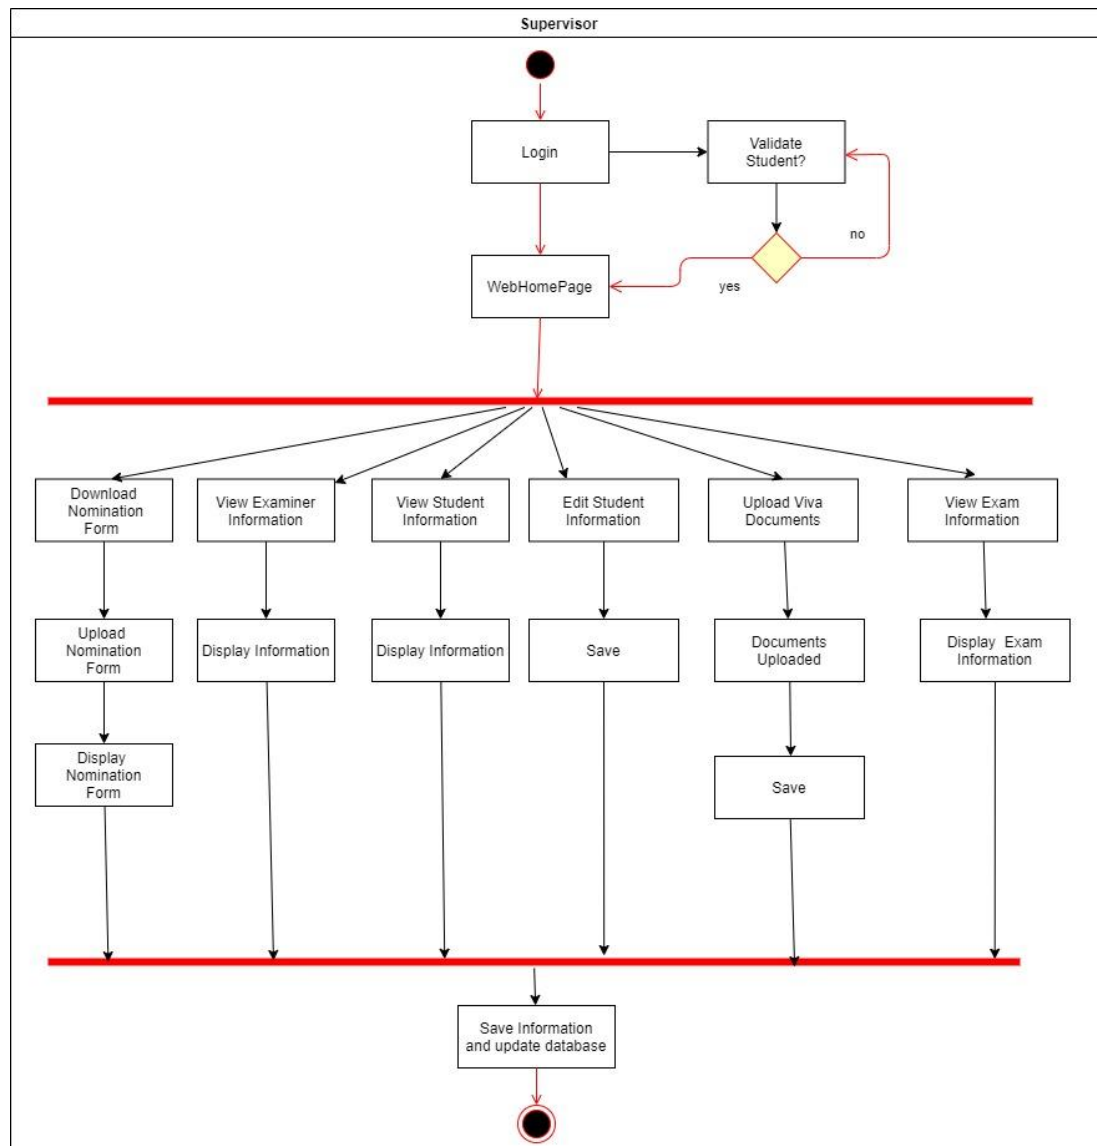 Supervisor
Login
Validate
Student?
no
yes
WebHomePage
Download
Nomination
Form
View Examiner
Information
View Student
Information
Edit Student
Information
Upload Viva
Documents
View Exam
Information
Upload
Nomination
Form
Display Information
Display Information
Save
Documents
Uploaded
Display Exam
Information
Display
Nomination
Form
Save
Save Information
and update database